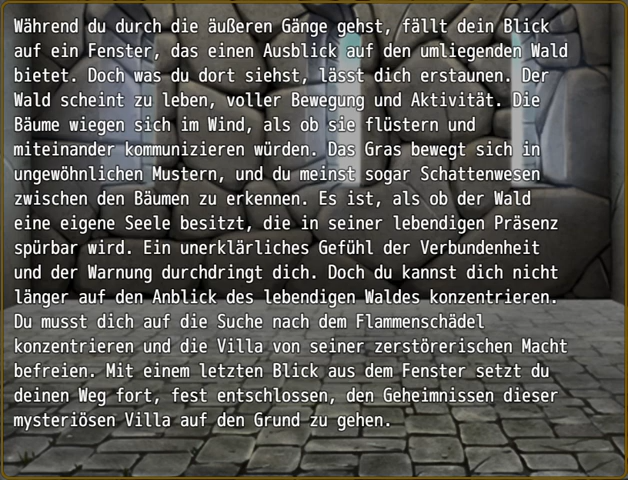 Während du durch die äußeren Gänge gehst, fällt dein Blick
auf ein Fenster, das einen Ausblick auf den umliegenden Wald
bietet. Doch was du dort siehst, lässt dich erstaunen. Der
Wald scheint zu leben, voller Bewegung und Aktivität. Die
Bäume wiegen sich im Wind, als ob sie flüstern und
miteinander kommunizieren würden. Das Gras bewegt sich in
ungewöhnlichen Mustern, und du meinst sogar Schattenwesen
zwischen den Bäumen zu erkennen. Es ist, als ob der Wald
eine eigene Seele besitzt, die in seiner lebendigen Präsenz
spürbar wird. Ein unerklärliches Gefühl der Verbundenheit
und der Warnung durchdringt dich. Doch du kannst dich nicht
länger auf den Anblick des lebendigen Waldes konzentrieren.
Du musst dich auf die Suche nach dem Flammenschädel
konzentrieren und die Villa von seiner zerstörerischen Macht
befreien. Mit einem letzten Blick aus dem Fenster setzt du
deinen Weg fort, fest entschlossen, den Geheimnissen dieser
mysteriösen Villa auf den Grund zu gehen.